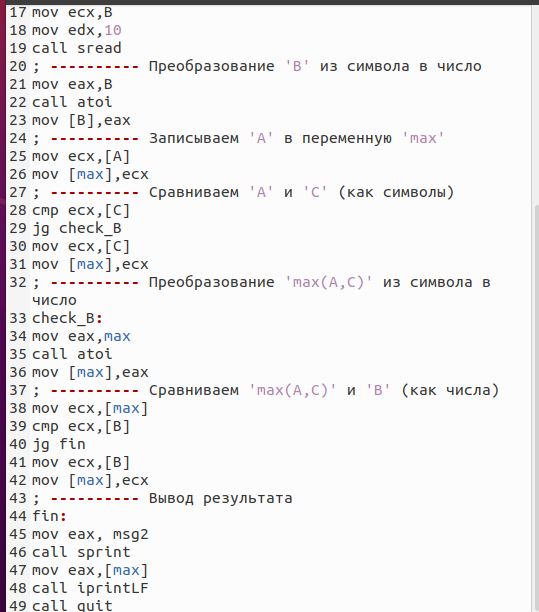 17 mov ecx,B
18 mov edx,10
19 call sread
20 ; ---------- Преобразование 'B' из символа в число
21 mov eax,B
22 call atoi
23 mov [B],eax
24 ; ---------- Записываем 'A' в переменную 'max'
25 mov ecx,[A]
26 mov [max],ecx
27 ; ---------- Сравниваем 'A' и 'C' (как символы)
28 cmp ecx,[C]
29 jg check_B
30 mov ecx,[C]
31 mov [max],ecx
32 ; ---------- Преобразование 'max(A,C)' из символа в
число
33 check_B:
34 mov eax,max
35 call atoi
36 mov [max],eax
37 ; ---------- Сравниваем 'max(A,C)' и 'B' (как числа)
38 mov ecx,[max]
39 cmp ecx,[B]
40 jg fin
41 mov ecx,[B]
42 mov [max],ecx
43 ; ---------- Вывод результата
44 fin:
45 mov eax, msg2
46 call sprint
47 mov eax,[max]
48 call iprintLF
49 call quit